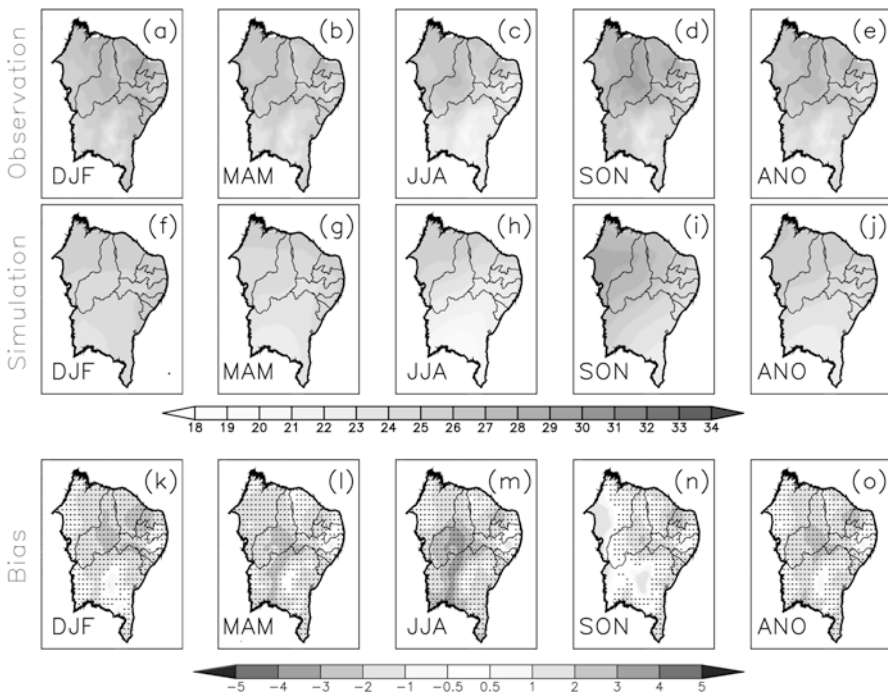 Observation
(a) (b) (c) (d) (e)
DJF MAM JJA SON ANO
Simulation
(f) (g) (h) (i) (j)
DJF MAM JJA SON ANO
18 19 20 21 22 23 24 25 26 27 28 29 30 31 32 33 34
Bias
(k) (l) (m) (n) (o)
DJF MAM JJA SON ANO
−5 −4 −3 −2 −1 −0.5 0.5 1 2 3 4 5